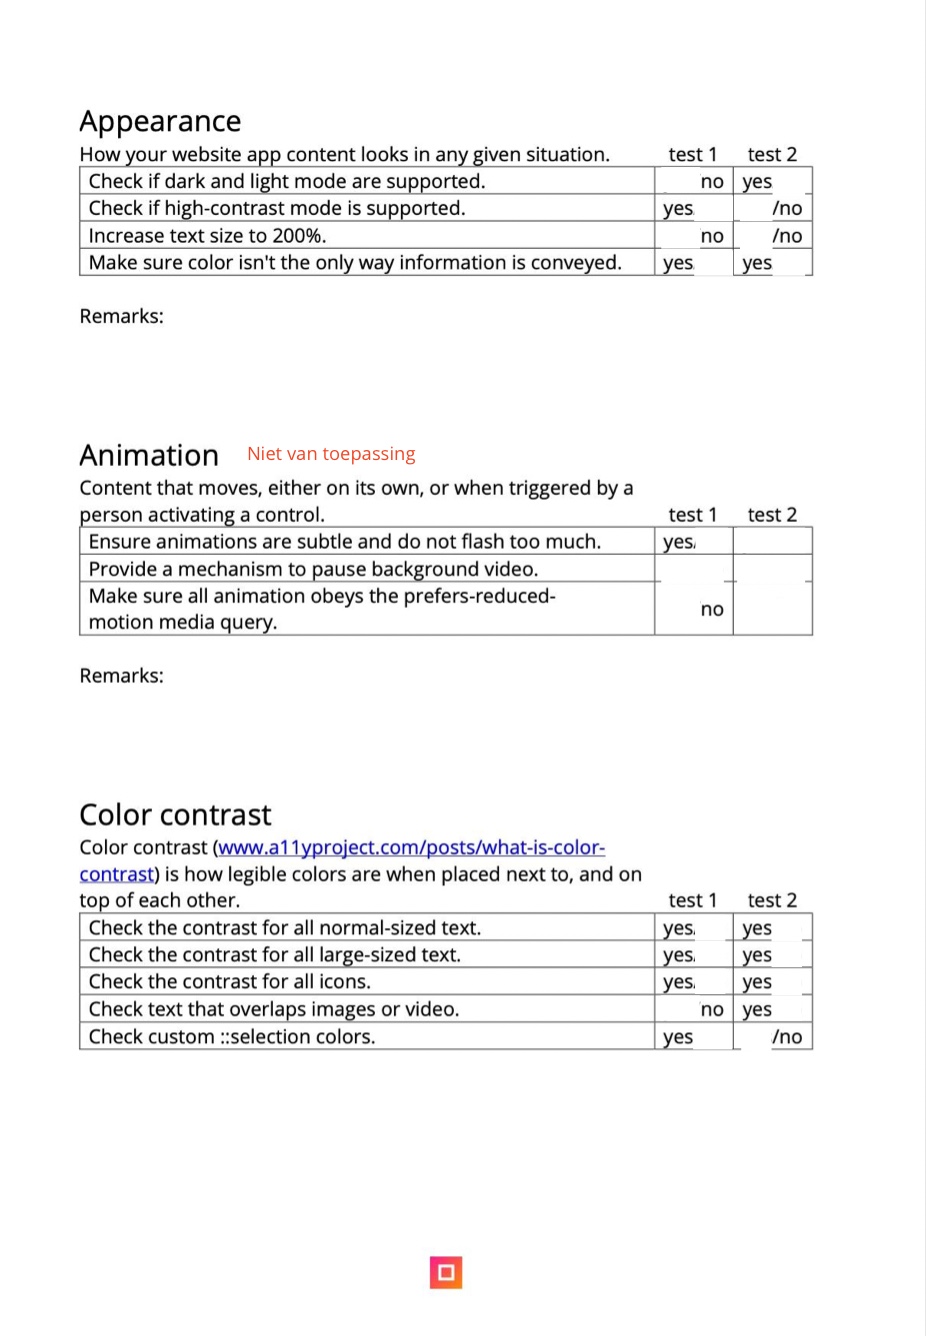 Appearance
How your website app content looks in any given situation. test 1 test 2
Check if dark and light mode are supported. no yes
Check if high-contrast mode is supported. yes /no
Increase text size to 200%. no /no
Make sure color isn't the only way information is conveyed. yes yes
Remarks:
Animation Niet van toepassing
Content that moves, either on its own, or when triggered by a
person activating a control. test 1 test 2
Ensure animations are subtle and do not flash too much. yes
Provide a mechanism to pause background video.
Make sure all animation obeys the prefers-reduced-
motion media query. no
Remarks:
Color contrast
Color contrast (www.a11yproject.com/posts/what-is-color-
contrast) is how legible colors are when placed next to, and on
top of each other. test 1 test 2
Check the contrast for all normal-sized text. yes yes
Check the contrast for all large-sized text. yes yes
Check the contrast for all icons. yes yes
Check text that overlaps images or video. no yes
Check custom ::selection colors. yes /no